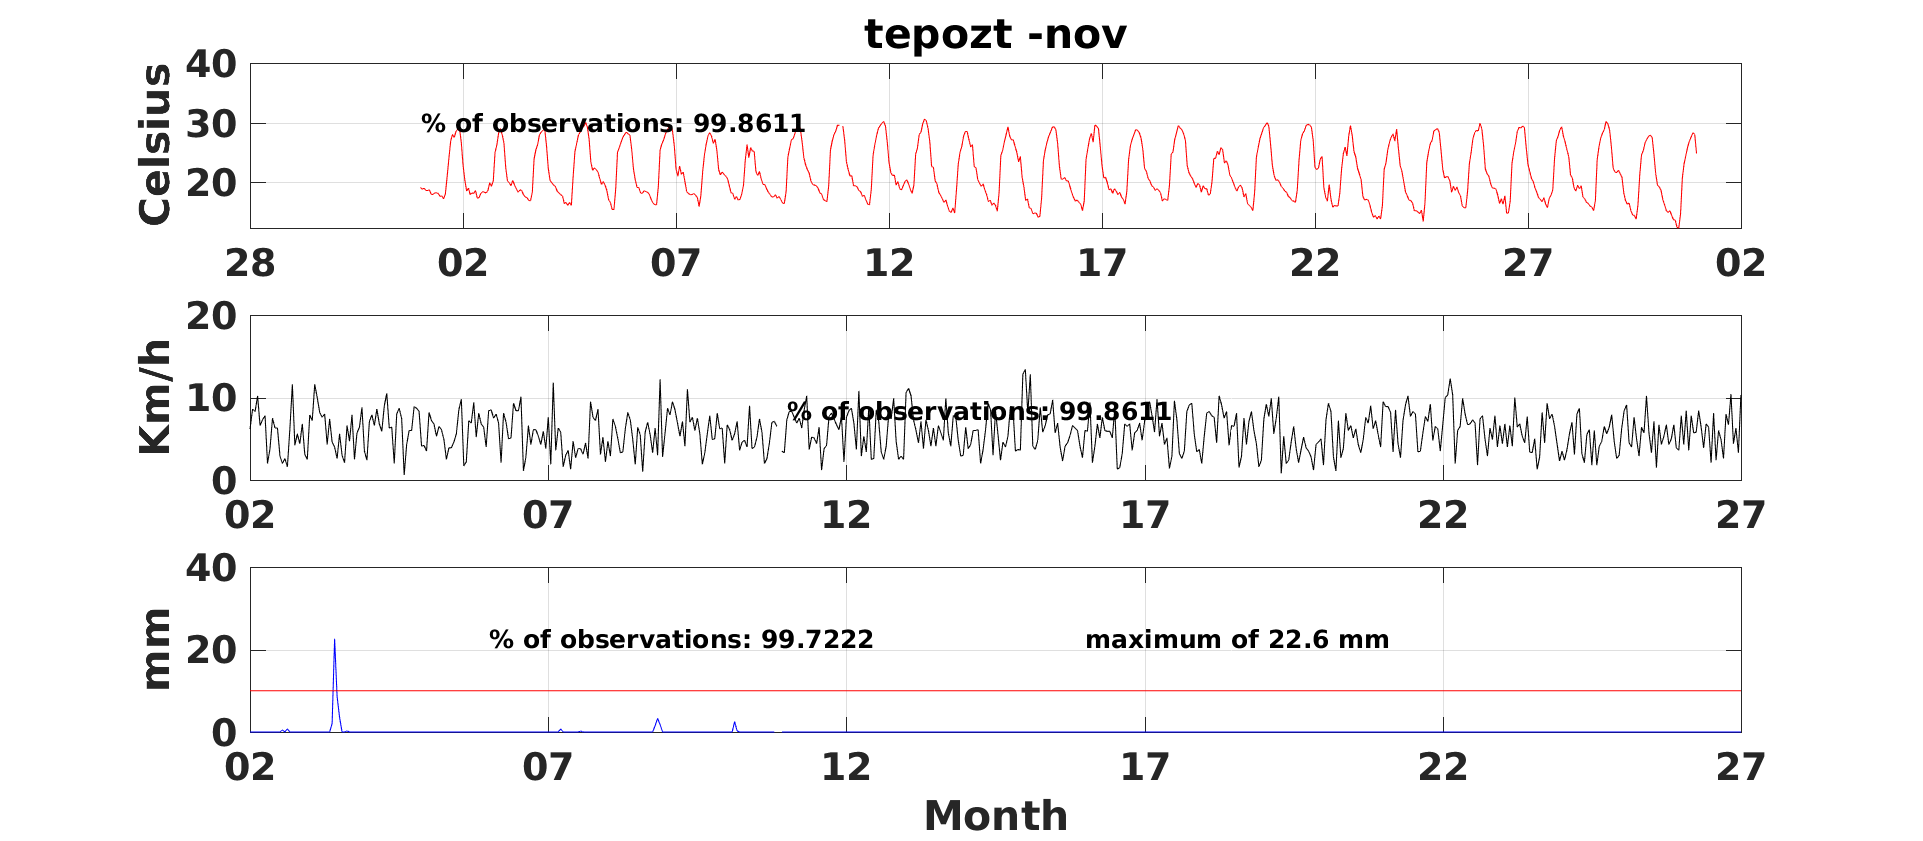 tepozt -nov
Celsius
40
30
20
% of observations: 99.8611
28 02 07 12 17 22 27 02
Km/h
20
10
0
% of observations: 99.8611
02 07 12 17 22 27
mm
40
20
0
% of observations: 99.7222 maximum of 22.6 mm
02 07 12 17 22 27
Month